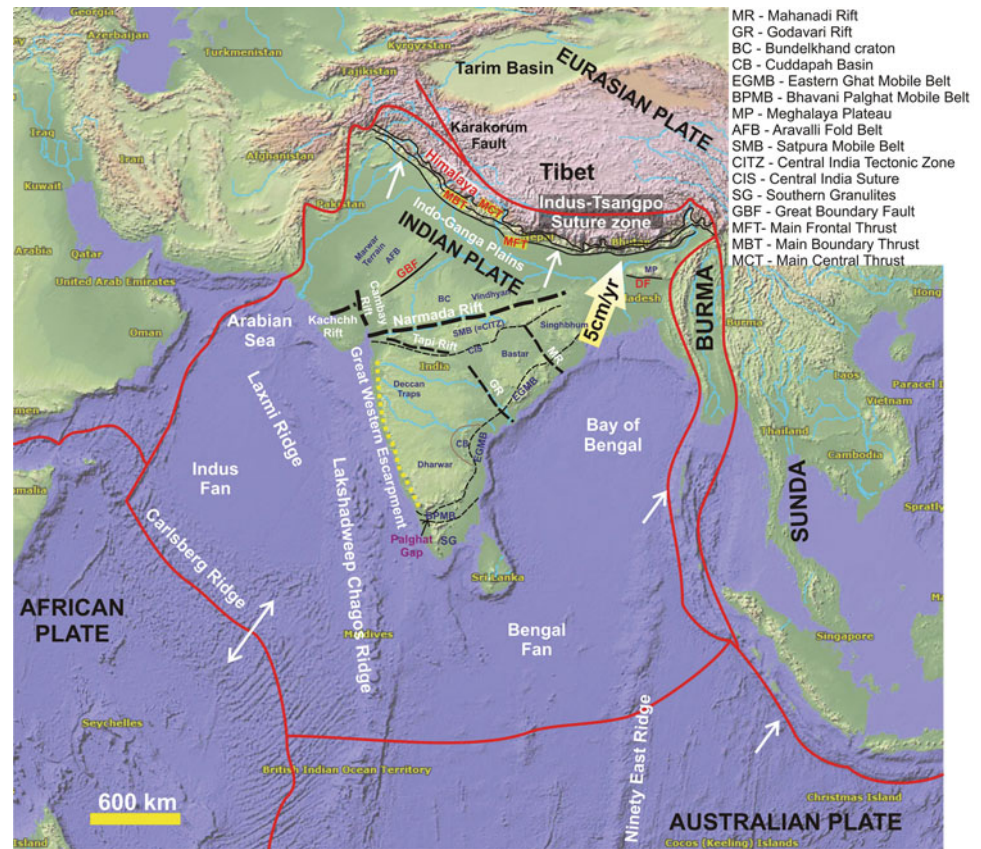 MR - Mahanadi Rift
GR - Godavari Rift
BC - Bundelkhand craton
CB - Cuddapah Basin
EGMB - Eastern Ghat Mobile Belt
BPMB - Bhavani Palghat Mobile Belt
MP - Meghalaya Plateau
AFB - Aravalli Fold Belt
SMB - Satpura Mobile Belt
CITZ - Central India Tectonic Zone
CIS - Central India Suture
SG - Southern Granulites
GBF - Great Boundary Fault
MFT- Main Frontal Thrust
MBT - Main Boundary Thrust
MCT - Main Central Thrust
Georgia
Azerbaijan
Turkmenistan
Kyrgyzstan
Tajikistan
Tarim Basin
EURASIAN PLATE
Iraq
Iran
Afghanistan
Karakorum
Fault
Tibet
Kuwait
Pakistan
Himalaya
MBT
MCT
Indus-Tsangpo
Suture zone
Indo-Ganga Plains
MFT
Bhutan
INDIAN PLATE
Qatar
Arabia
United Arab Emirates
Oman
Marwar
Terrain
AFB
GBF
MP
DF
BURMA
Burma
Hong
Arabian
Sea
Kachchh
Rift
Cambay
Rift
BC
Vindhyan
Narmada Rift
SMB (=CITZ)
Singhbhum
5cm/yr
Tapi Rift
CIS
India
Bastar
MR
Laos
Paracel I
Vietnam
Laxmi Ridge
Great Western Escarpment
Deccan
Traps
GR
EGMB
Bay of
Bengal
Thailand
Cambodia
Indus
Fan
Lakshadweep Chagos Ridge
CB
EGMB
Dharwar
SUNDA
Spratly
BPMB
Palghat
Gap
SG
Sri Lanka
Carlsberg Ridge
AFRICAN
PLATE
Maldives
Bengal
Fan
Singapore
Seychelles
Ninety East Ridge
British Indian Ocean Territory
600 km
Christmas Island
AUSTRALIAN PLATE
Cocos (Keeling) Islands